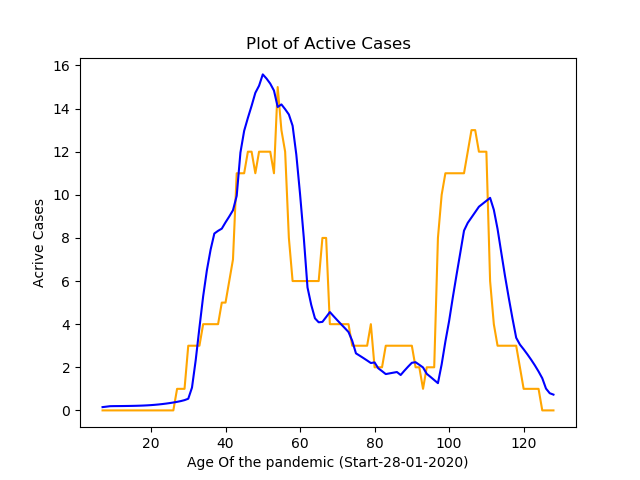 Plot of Active Cases
16
14
12
10
8
6
4
2
0
Acrive Cases
20 40 60 80 100 120
Age Of the pandemic (Start-28-01-2020)